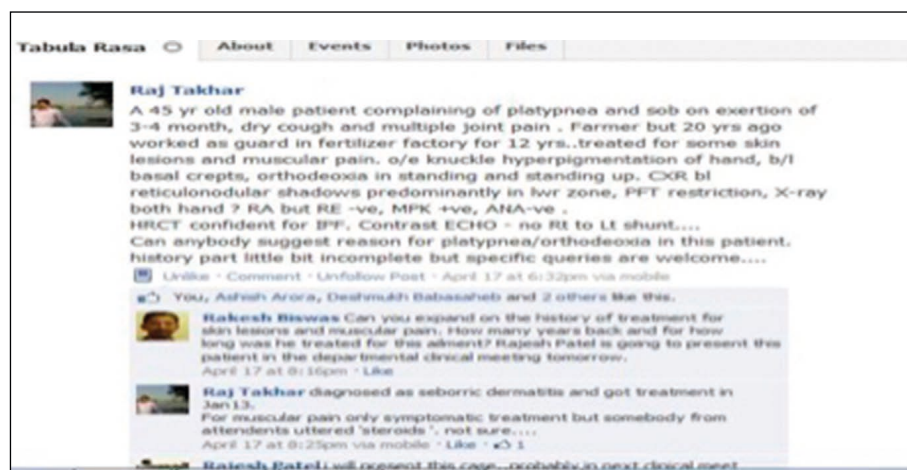 Tabula Rasa About Events Photos Files
Raj Takhar
A 45 yr old male patient complaining of platypnea and sob on exertion of
3-4 month, dry cough and multiple joint pain . Farmer but 20 yrs ago
worked as guard in fertilizer factory for 12 yrs..treated for some skin
lesions and muscular pain. o/e knuckle hyperpigmentation of hand, b/l
basal crepts, orthodeoxia in standing and standing up. CXR bl
reticulonodular shadows predominantly in lwr zone, PFT restriction, X-ray
both hand ? RA but RE -ve, MPK +ve, ANA-ve .
HRCT confident for IPF. Contrast ECHO - no Rt to Lt shunt....
Can anybody suggest reason for platypnea/orthodeoxia in this patient.
history part little bit incomplete but specific queries are welcome....
Unlike · Comment · Unfollow Post · April 17 at 6:32pm via mobile
You, Ashish Arora, Deshmukh Babasaheb and 2 others like this.
Rakesh Biswas Can you expand on the history of treatment for
skin lesions and muscular pain. How many years back and for how
long was he treated for this ailment? Rajesh Patel is going to present this
patient in the departmental clinical meeting tomorrow.
April 17 at 8:16pm · Like
Raj Takhar diagnosed as seborric dermatitis and got treatment in
Jan13.
For muscular pain only symptomatic treatment but somebody from
attendents uttered 'steroids '. not sure....
April 17 at 8:25pm via mobile · Like · 1
Rajesh Patel i will present this case..probably in next clinical meet